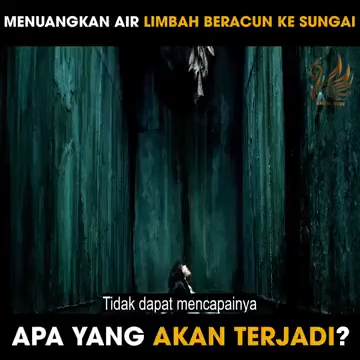 MENUANGKAN AIR LIMBAH BERACUN KE SUNGAI
Tidak dapat mencapainya
APA YANG AKAN TERJADI?